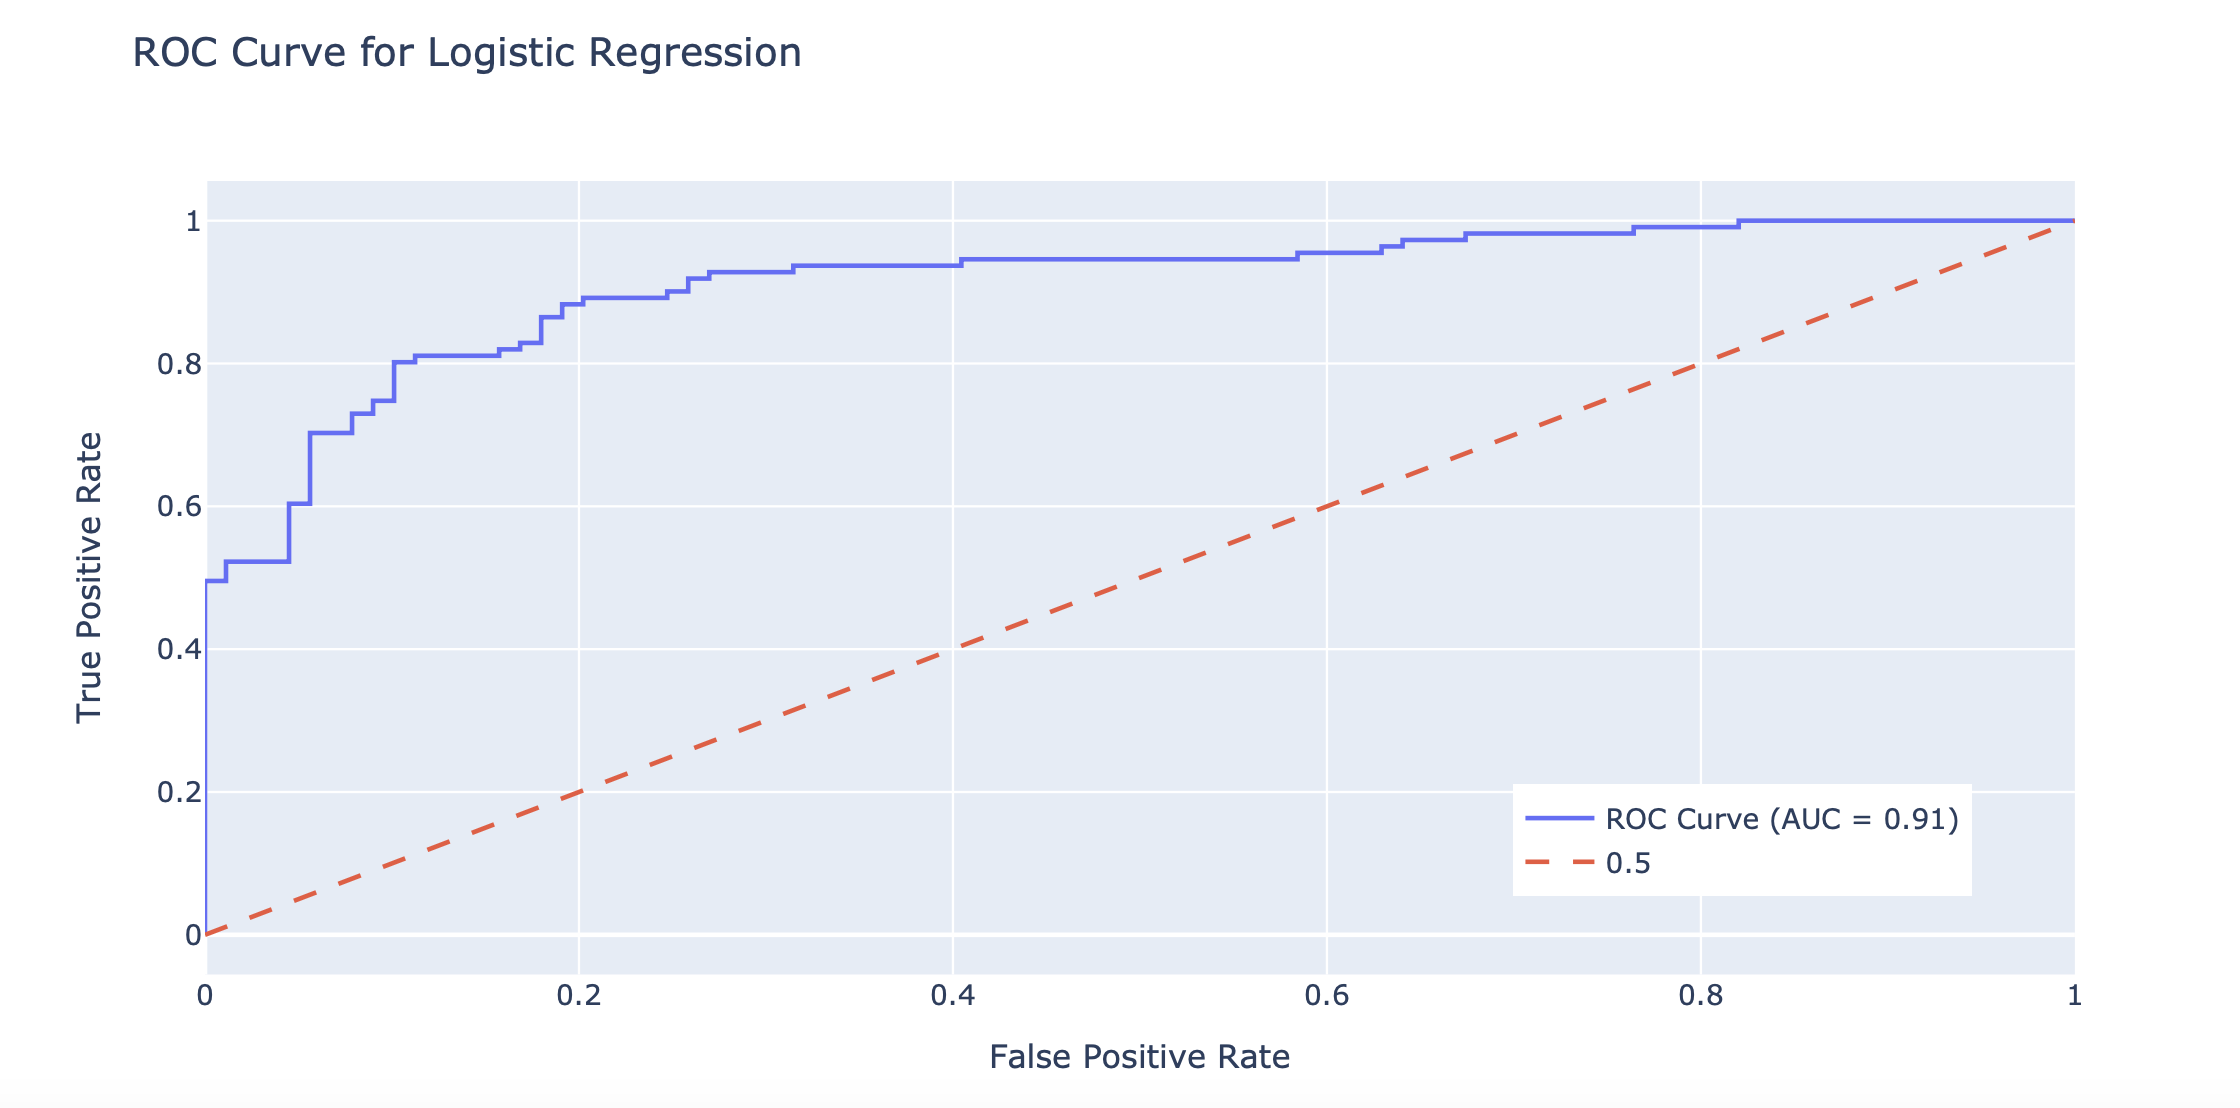 ROC Curve for Logistic Regression
1
0.8
0.6
0.4
0.2
0
True Positive Rate
ROC Curve (AUC = 0.91)
0.5
0 0.2 0.4 0.6 0.8 1
False Positive Rate